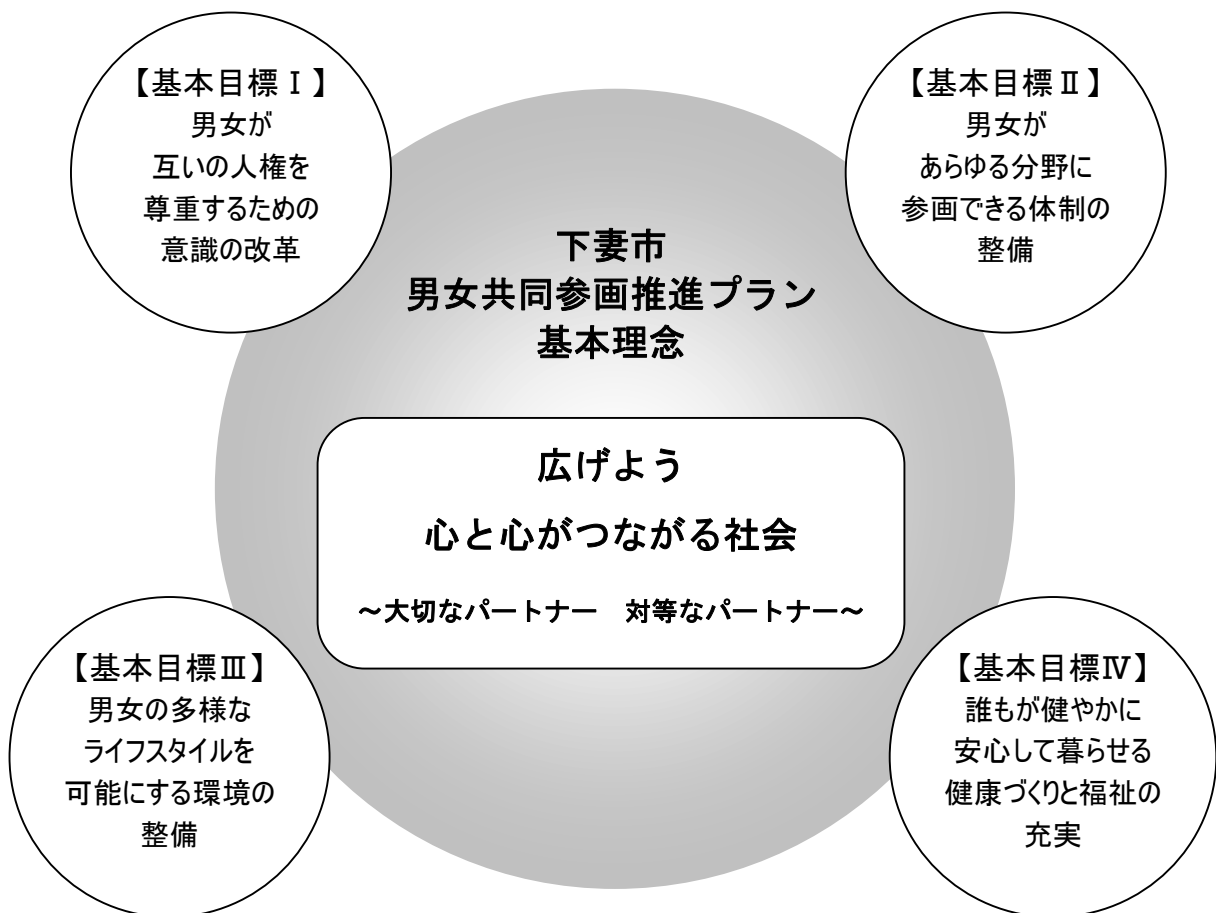 【基本目標Ⅰ】
男女が
互いの人権を
尊重するための
意識の改革
【基本目標Ⅱ】
男女が
あらゆる分野に
参画できる体制の
整備
下妻市
男女共同参画推進プラン
基本理念
広げよう
心と心がつながる社会
~大切なパートナー　対等なパートナー~
【基本目標Ⅲ】
男女の多様な
ライフスタイルを
可能にする環境の
整備
【基本目標Ⅳ】
誰もが健やかに
安心して暮らせる
健康づくりと福祉の
充実